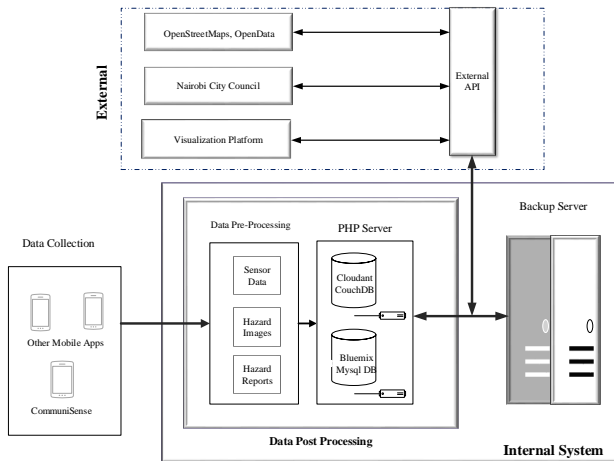 External
OpenStreetMaps, OpenData
Nairobi City Council
Visualization Platform
External
API
Data Collection
Other Mobile Apps
CommuniSense
Data Pre-Processing
Sensor
Data
Hazard
Images
Hazard
Reports
PHP Server
Cloudant
CouchDB
Bluemix
Mysql DB
Data Post Processing
Backup Server
Internal System